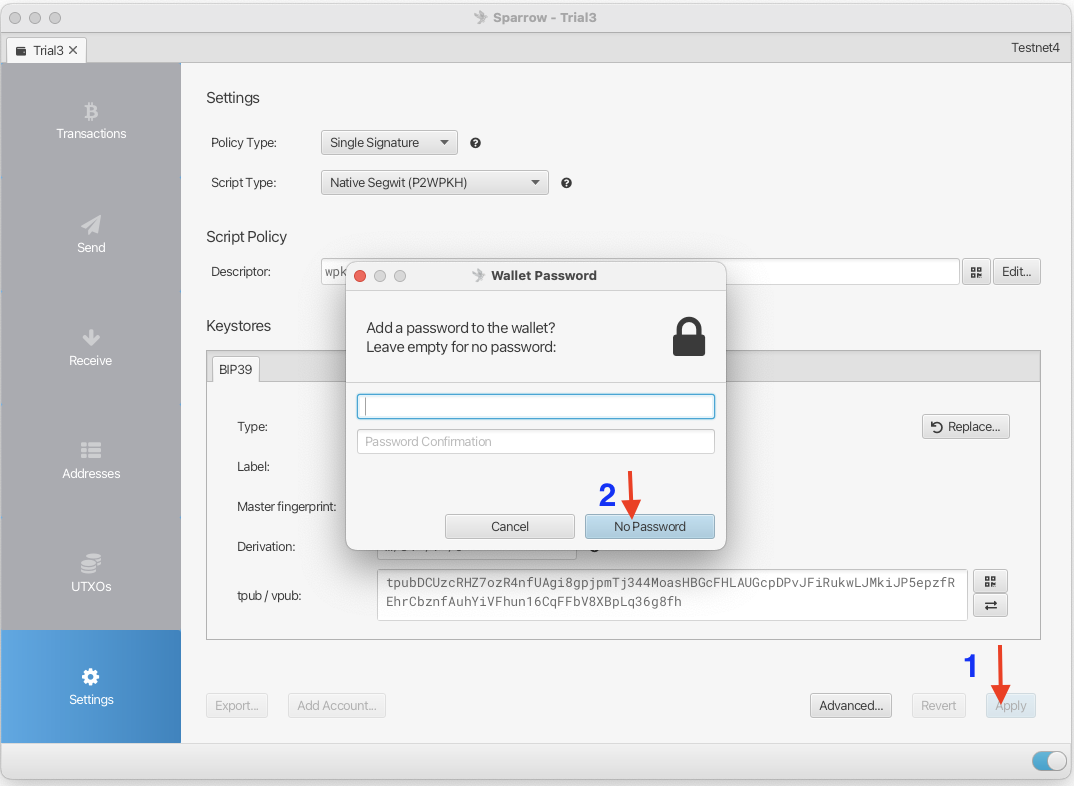 Sparrow - Trial3
Trial3
Testnet4
Transactions
Send
Receive
Addresses
UTXOs
Settings
Settings
Policy Type: Single Signature
Script Type: Native Segwit (P2WPKH)
Script Policy
Descriptor: wpk
Edit...
Keystores
BIP39
Type:
Replace...
Label:
Master fingerprint:
Derivation:
tpub / vpub:
tpubDCUzcRHZ7ozR4nfUAgi8gpjpmTj344MoasHBGcFHLAUGcpDPvJFiRukwLJMkiJP5epzfR
EhrCbznfAuhYiVFhun16CqFFbV8XBpLq36g8fh
Wallet Password
Add a password to the wallet?
Leave empty for no password:
Password Confirmation
2
Cancel No Password
1
Export... Add Account... Advanced... Revert Apply